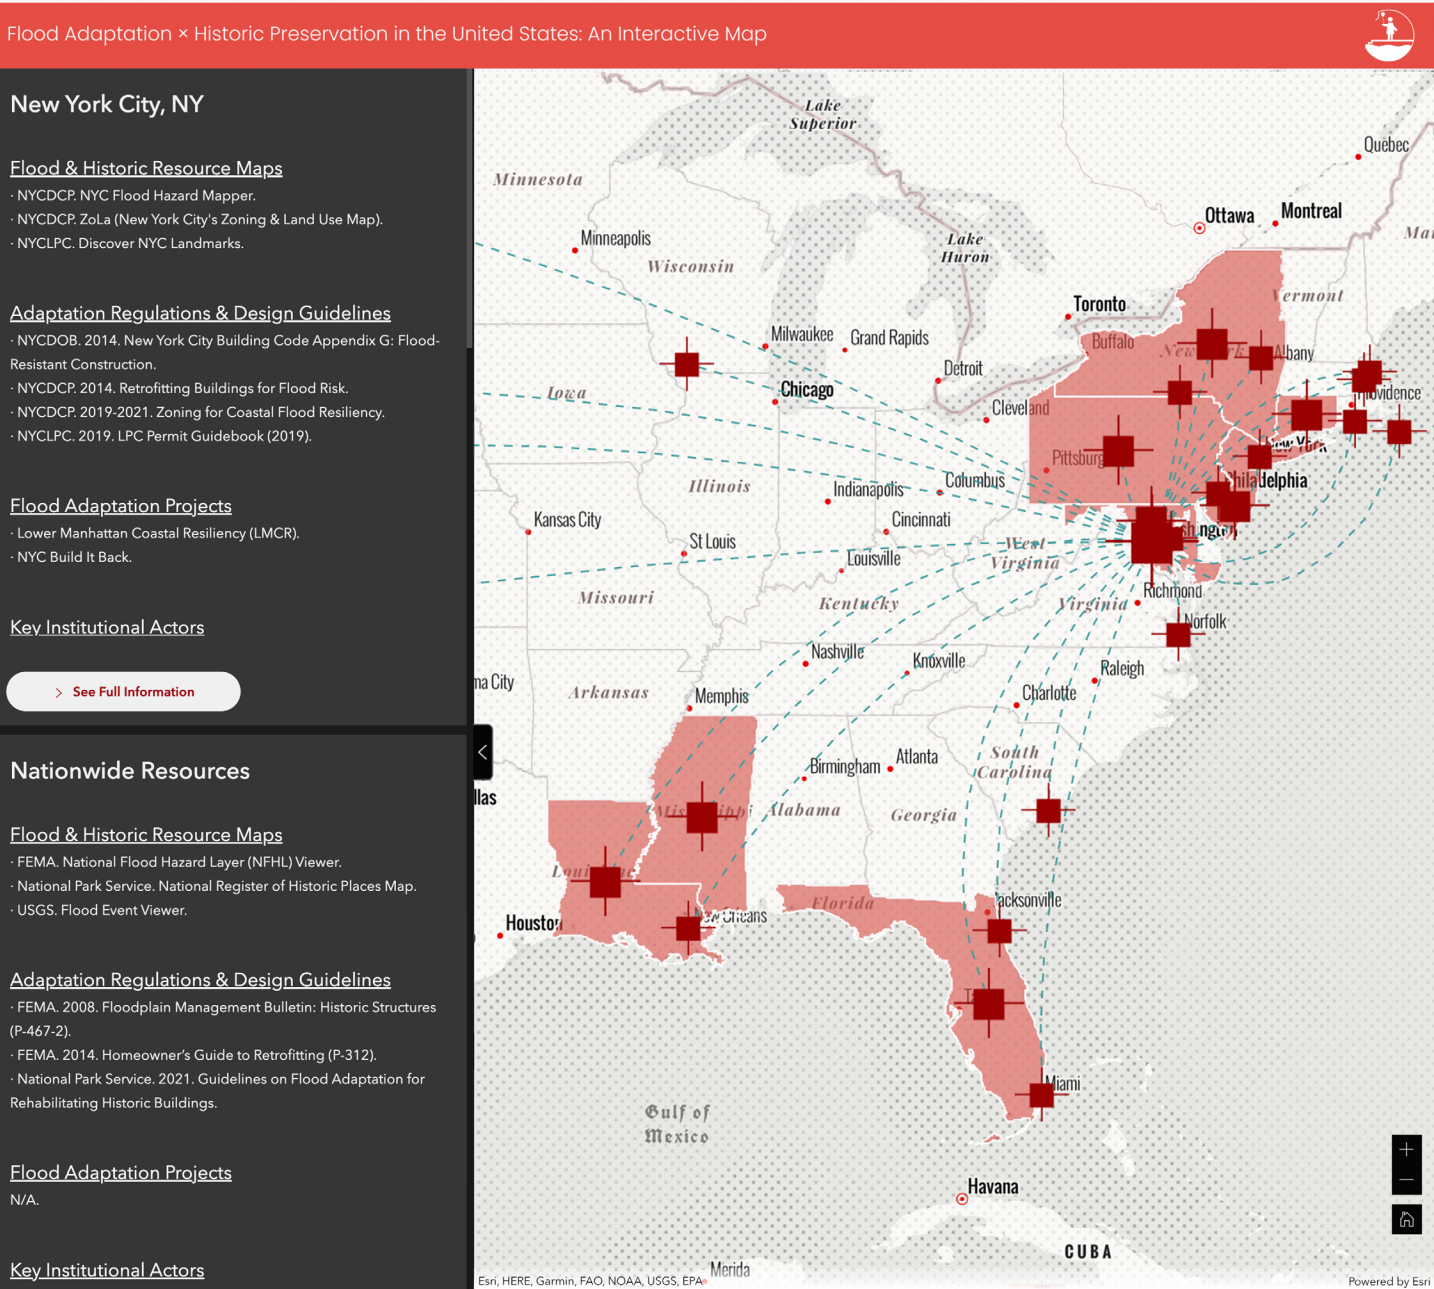 Flood Adaptation × Historic Preservation in the United States: An Interactive Map
New York City, NY
Flood & Historic Resource Maps
· NYCDCP. NYC Flood Hazard Mapper.
· NYCDCP. ZoLa (New York City's Zoning & Land Use Map).
· NYCLPC. Discover NYC Landmarks.
Adaptation Regulations & Design Guidelines
· NYCDOB. 2014. New York City Building Code Appendix G: Flood-
Resistant Construction.
· NYCDCP. 2014. Retrofitting Buildings for Flood Risk.
· NYCDCP. 2019-2021. Zoning for Coastal Flood Resiliency.
· NYCLPC. 2019. LPC Permit Guidebook (2019).
Flood Adaptation Projects
· Lower Manhattan Coastal Resiliency (LMCR).
· NYC Build It Back.
Key Institutional Actors
See Full Information
Nationwide Resources
Flood & Historic Resource Maps
· FEMA. National Flood Hazard Layer (NFHL) Viewer.
· National Park Service. National Register of Historic Places Map.
· USGS. Flood Event Viewer.
Adaptation Regulations & Design Guidelines
· FEMA. 2008. Floodplain Management Bulletin: Historic Structures
(P-467-2).
· FEMA. 2014. Homeowner's Guide to Retrofitting (P-312).
· National Park Service. 2021. Guidelines on Flood Adaptation for
Rehabilitating Historic Buildings.
Flood Adaptation Projects
N/A.
Key Institutional Actors
Lake
Superior
Quebec
Minnesota
Ottawa
Montreal
Minneapolis
Lake
Huron
Wisconsin
Vermont
Toronto
Milwaukee
Grand Rapids
Buffalo
Albany
Detroit
Chicago
Iowa
Cleveland
Providence
New York
Pittsburg
Philadelphia
Columbus
Illinois
Indianapolis
Kansas City
Cincinnati
St Louis
West
Virginia
Louisville
Richmond
Missouri
Kentucky
Virginia
Norfolk
Nashville
Knoxville
Raleigh
ma City
Arkansas
Memphis
Charlotte
South
Carolina
Atlanta
Birmingham
llas
Alabama
Georgia
Florida
Jacksonville
Houston
Miami
Gulf of
Mexico
Havana
CUBA
Merida
Esri, HERE, Garmin, FAO, NOAA, USGS, EPA
Powered by Esri